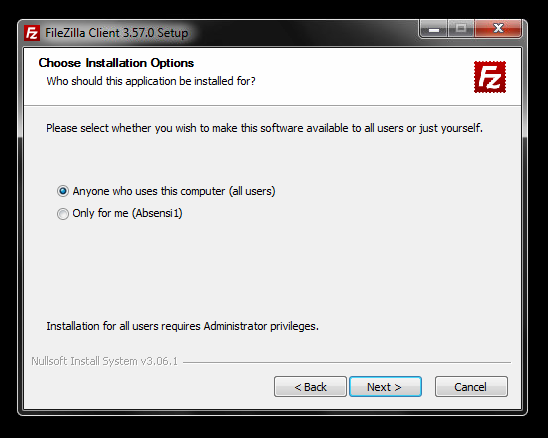 FileZilla Client 3.57.0 Setup
Choose Installation Options
Who should this application be installed for?
Fz
Please select whether you wish to make this software available to all users or just yourself.
Anyone who uses this computer (all users)
Only for me (Absensi1)
Installation for all users requires Administrator privileges.
Nullsoft Install System v3.06.1
< Back Next > Cancel